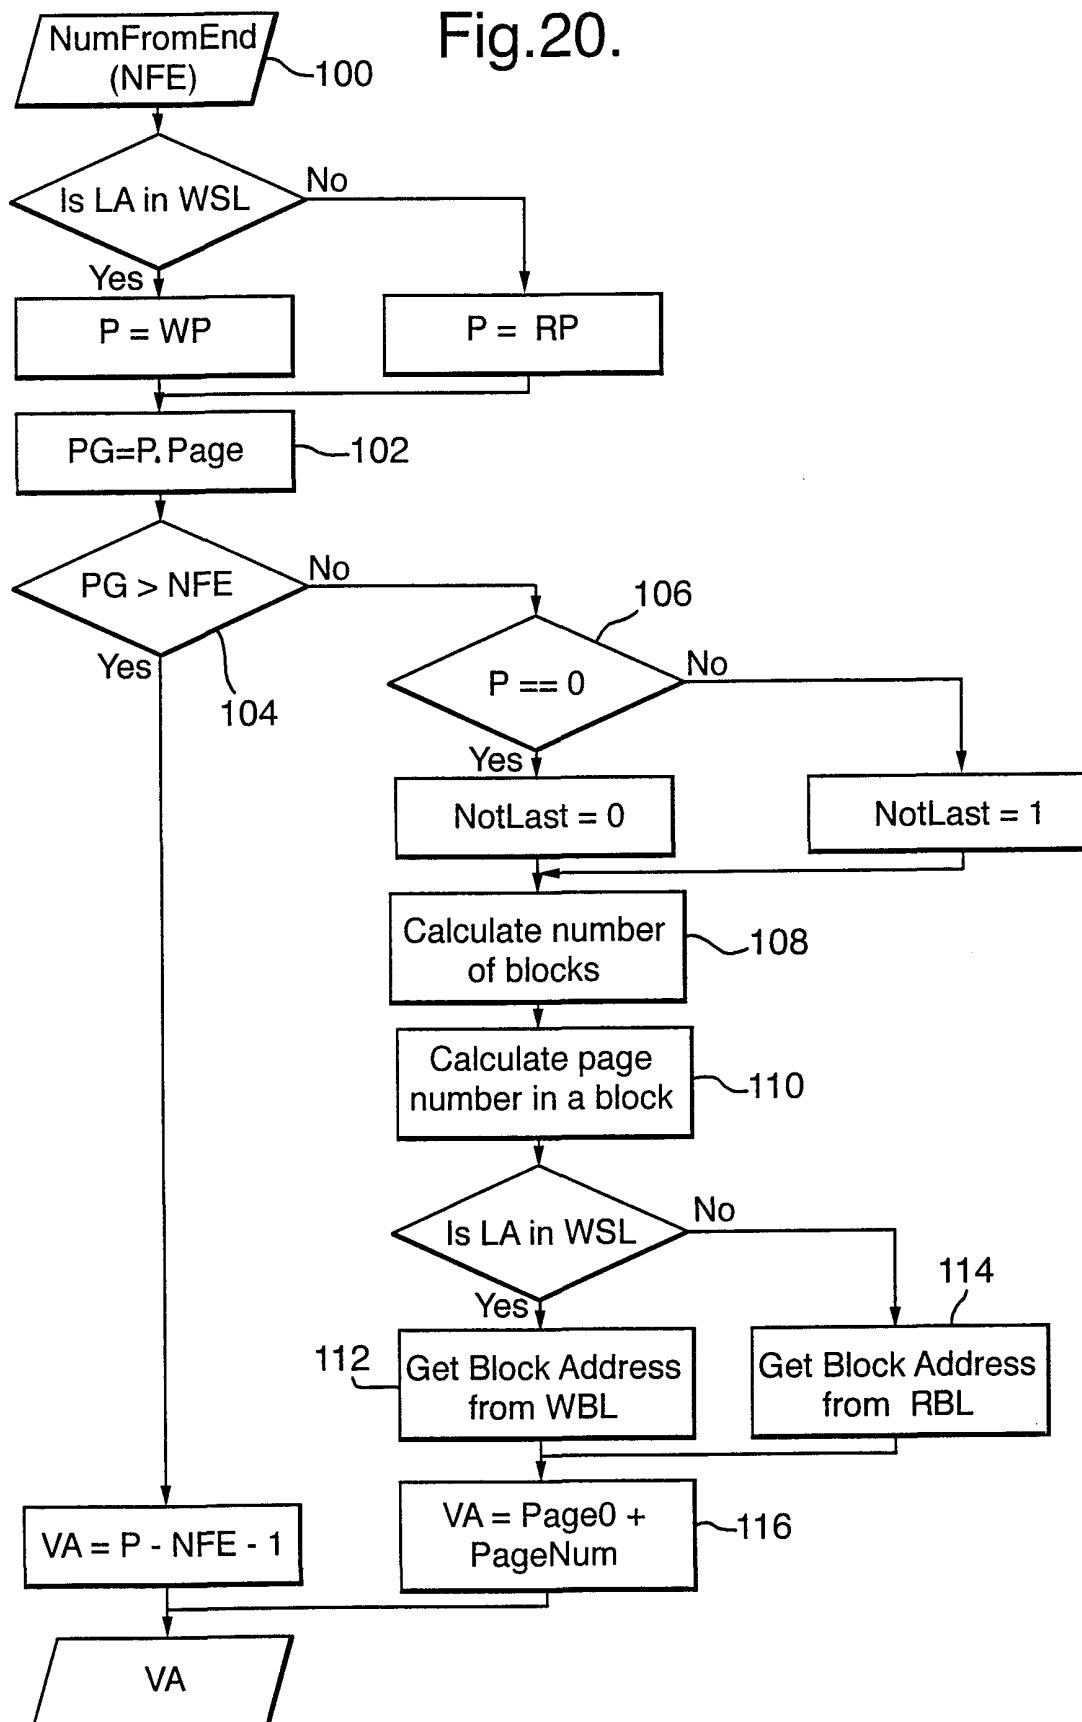 Fig.20.
NumFromEnd
(NFE)
100
Is LA in WSL
No
Yes
P = WP
P = RP
PG=P.Page
102
PG > NFE
No
Yes
104
106
P == 0
No
Yes
NotLast = 0
NotLast = 1
Calculate number
of blocks
108
Calculate page
number in a block
110
Is LA in WSL
No
Yes
114
112
Get Block Address
from WBL
Get Block Address
from RBL
VA = P - NFE - 1
VA = Page0 +
PageNum
116
VA